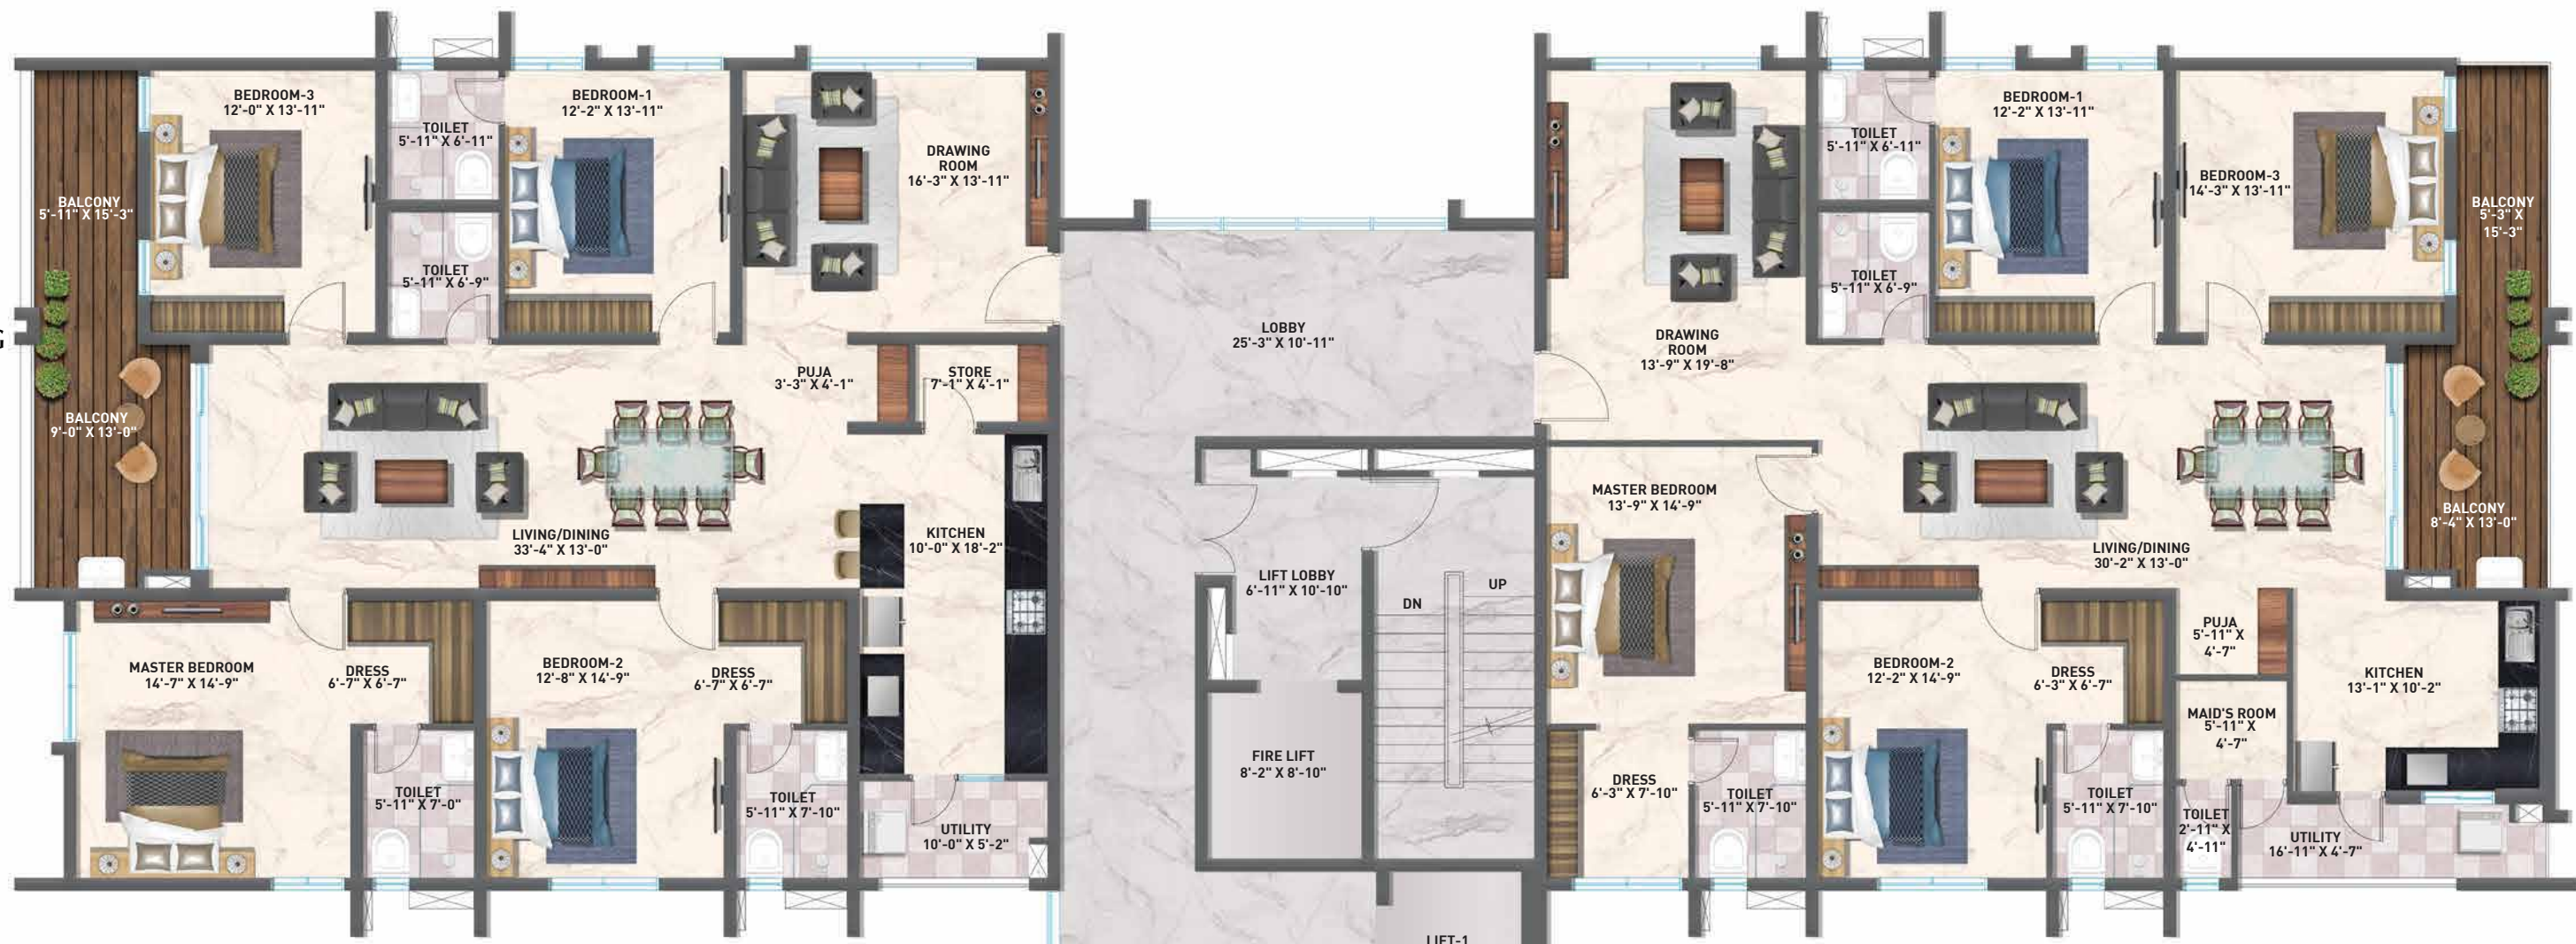 BEDROOM-3
12'-0" X 13'-11"
TOILET
5'-11" X 6'-11"
BEDROOM-1
12'-2" X 13'-11"
DRAWING
ROOM
16'-3" X 13'-11"
BALCONY
5'-11" X 15'-3"
TOILET
5'-11" X 6'-9"
BALCONY
9'-0" X 13'-0"
PUJA
3'-3" X 4'-1"
STORE
7'-1" X 4'-1"
LIVING/DINING
33'-4" X 13'-0"
KITCHEN
10'-0" X 18'-2"
MASTER BEDROOM
14'-7" X 14'-9"
DRESS
6'-7" X 6'-7"
BEDROOM-2
12'-8" X 14'-9"
DRESS
6'-7" X 6'-7"
TOILET
5'-11" X 7'-0"
TOILET
5'-11" X 7'-10"
UTILITY
10'-0" X 5'-2"
LOBBY
25'-3" X 10'-11"
LIFT LOBBY
6'-11" X 10'-10"
DN
UP
FIRE LIFT
8'-2" X 8'-10"
LIFT-1
DRAWING
ROOM
13'-9" X 19'-8"
TOILET
5'-11" X 6'-11"
TOILET
5'-11" X 6'-9"
BEDROOM-1
12'-2" X 13'-11"
BEDROOM-3
14'-3" X 13'-11"
BALCONY
5'-3" X
15'-3"
BALCONY
8'-4" X 13'-0"
MASTER BEDROOM
13'-9" X 14'-9"
LIVING/DINING
30'-2" X 13'-0"
BEDROOM-2
12'-2" X 14'-9"
DRESS
6'-3" X 6'-7"
PUJA
5'-11" X
4'-7"
KITCHEN
13'-1" X 10'-2"
MAID'S ROOM
5'-11" X
4'-7"
DRESS
6'-3" X 7'-10"
TOILET
5'-11" X 7'-10"
TOILET
5'-11" X 7'-10"
TOILET
2'-11" X
4'-11"
UTILITY
16'-11" X 4'-7"